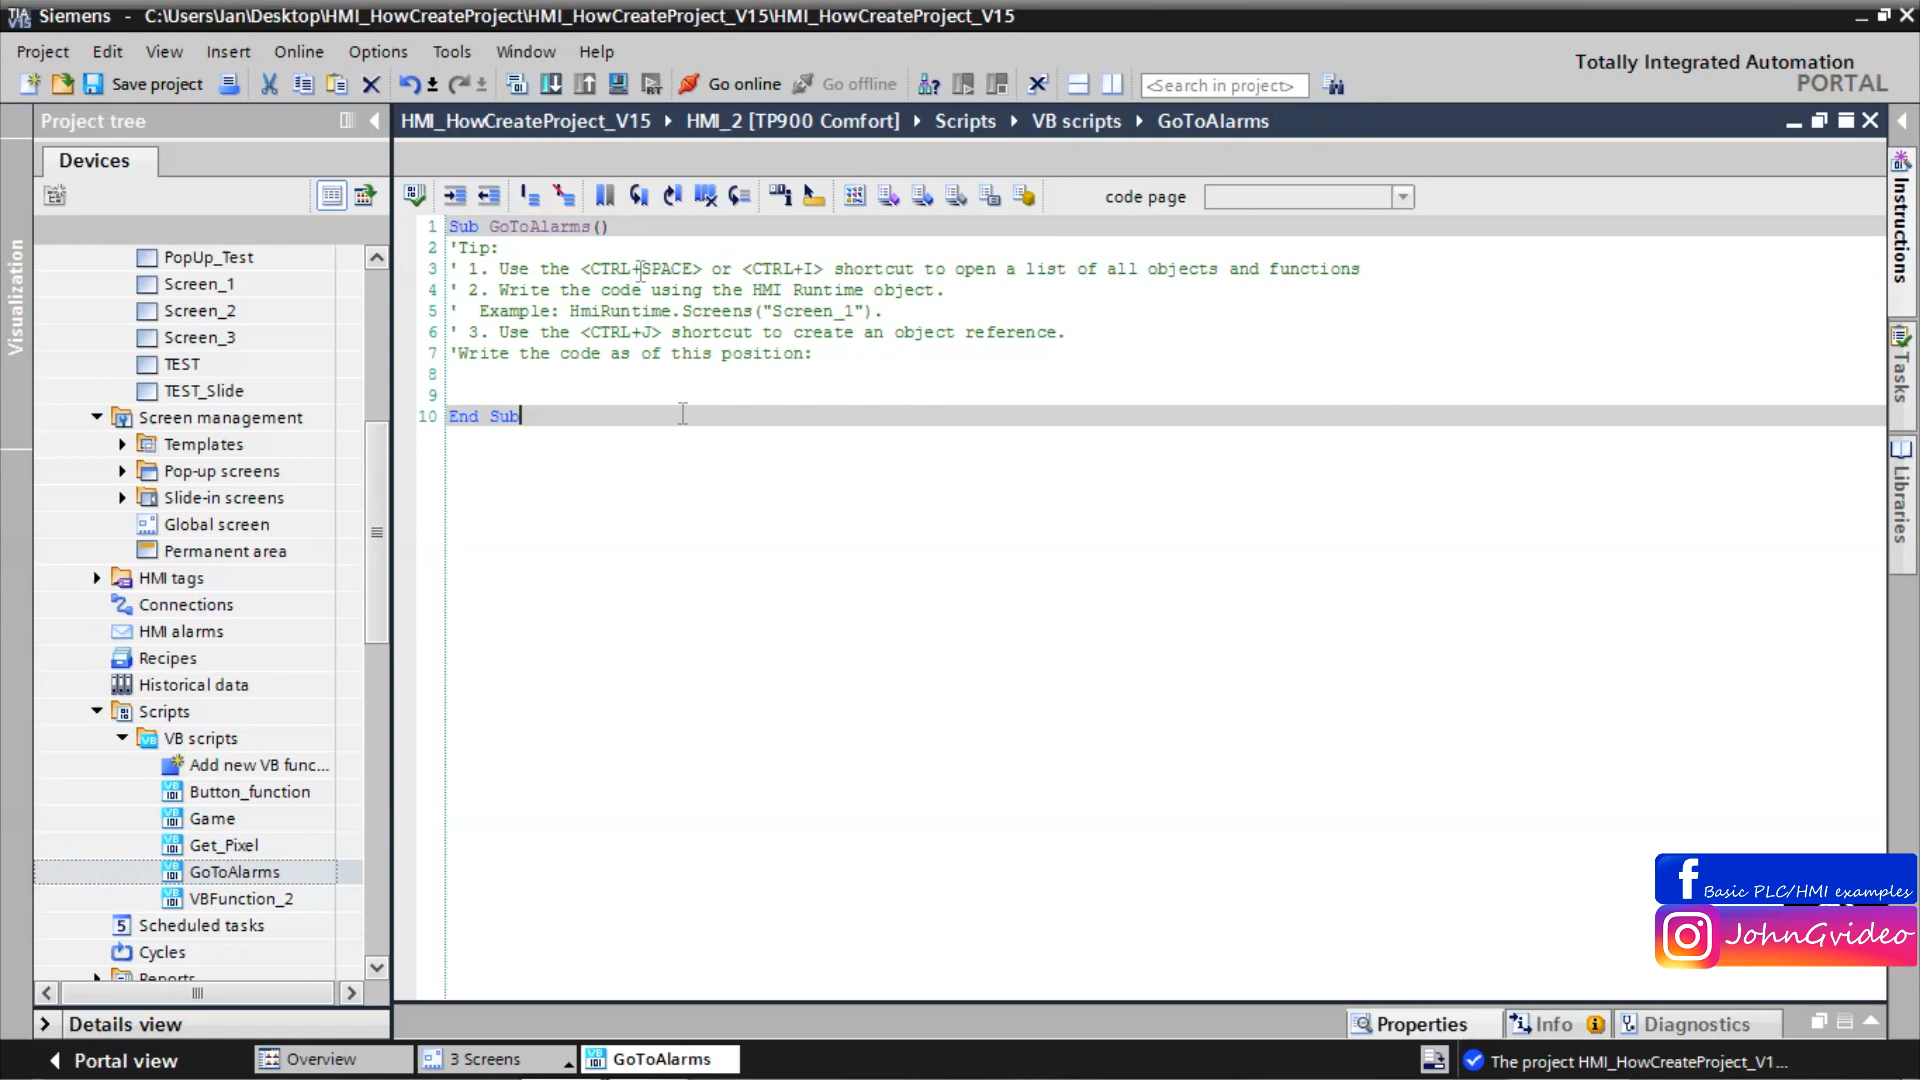 Siemens - C:\Users\Jan\Desktop\HMI_HowCreateProject\HMI_HowCreateProject_V15\HMI_HowCreateProject_V15
Project Edit View Insert Online Options Tools Window Help
Totally Integrated Automation
PORTAL
Save project
Go online
Go offline
<Search in project>
Project tree
HMI_HowCreateProject_V15 HMI_2 [TP900 Comfort] Scripts VB scripts GoToAlarms
Devices
code page
Visualization
PopUp_Test
Screen_1
Screen_2
Screen_3
TEST
TEST_Slide
Screen management
Templates
Pop-up screens
Slide-in screens
Global screen
Permanent area
HMI tags
Connections
HMI alarms
Recipes
Historical data
Scripts
VB scripts
Add new VB func...
Button_function
Game
Get_Pixel
GoToAlarms
VBFunction_2
Scheduled tasks
Cycles
Reports
Details view
1 Sub GoToAlarms()
2 'Tip:
3 ' 1. Use the <CTRL+SPACE> or <CTRL+I> shortcut to open a list of all objects and functions
4 ' 2. Write the code using the HMI Runtime object.
5 '  Example: HmiRuntime.Screens("Screen_1").
6 ' 3. Use the <CTRL+J> shortcut to create an object reference.
7 'Write the code as of this position:
8
9
10 End Sub
Instructions
Tasks
Libraries
Basic PLC/HMI examples
JohnGvideo
Properties
Info
Diagnostics
Portal view
Overview
3 Screens
GoToAlarms
The project HMI_HowCreateProject_V1...